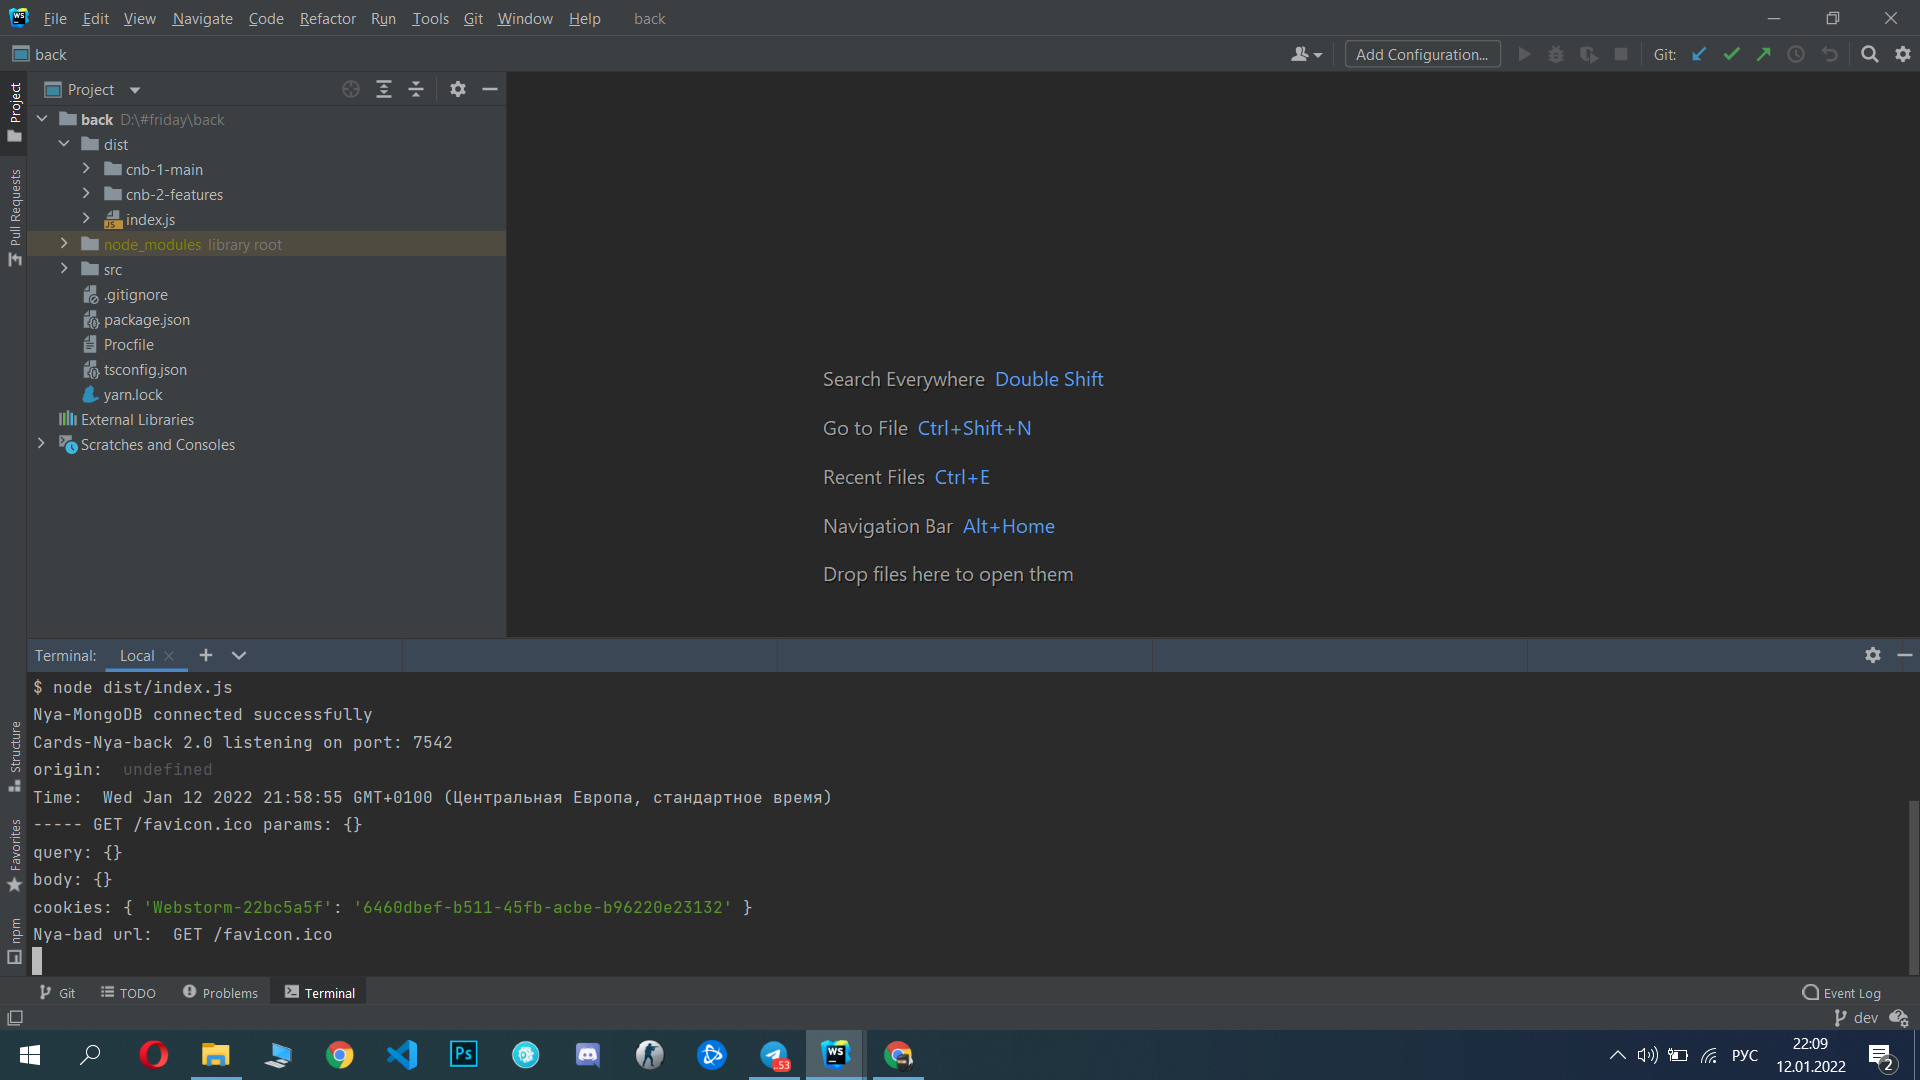 File Edit View Navigate Code Refactor Run Tools Git Window Help back
back
Add Configuration...
Git:
Project
back D:\#friday\back
dist
cnb-1-main
cnb-2-features
index.js
node_modules library root
src
.gitignore
package.json
Procfile
tsconfig.json
yarn.lock
External Libraries
Scratches and Consoles
Project
Pull Requests
Structure
Favorites
npm
Search Everywhere Double Shift
Go to File Ctrl+Shift+N
Recent Files Ctrl+E
Navigation Bar Alt+Home
Drop files here to open them
Terminal: Local
$ node dist/index.js
Nya-MongoDB connected successfully
Cards-Nya-back 2.0 listening on port: 7542
origin:  undefined
Time:  Wed Jan 12 2022 21:58:55 GMT+0100 (Центральная Европа, стандартное время)
----- GET /favicon.ico params: {}
query: {}
body: {}
cookies: { 'Webstorm-22bc5a5f': '6460dbef-b511-45fb-acbe-b96220e23132' }
Nya-bad url:  GET /favicon.ico
Git TODO Problems Terminal
Event Log
dev
Ps
WS
..53
РУС
22:09
12.01.2022
2